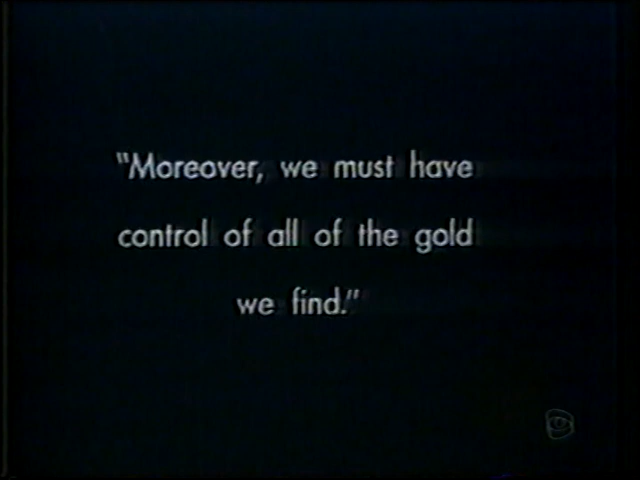 "Moreover, we must have
control of all of the gold
we find."